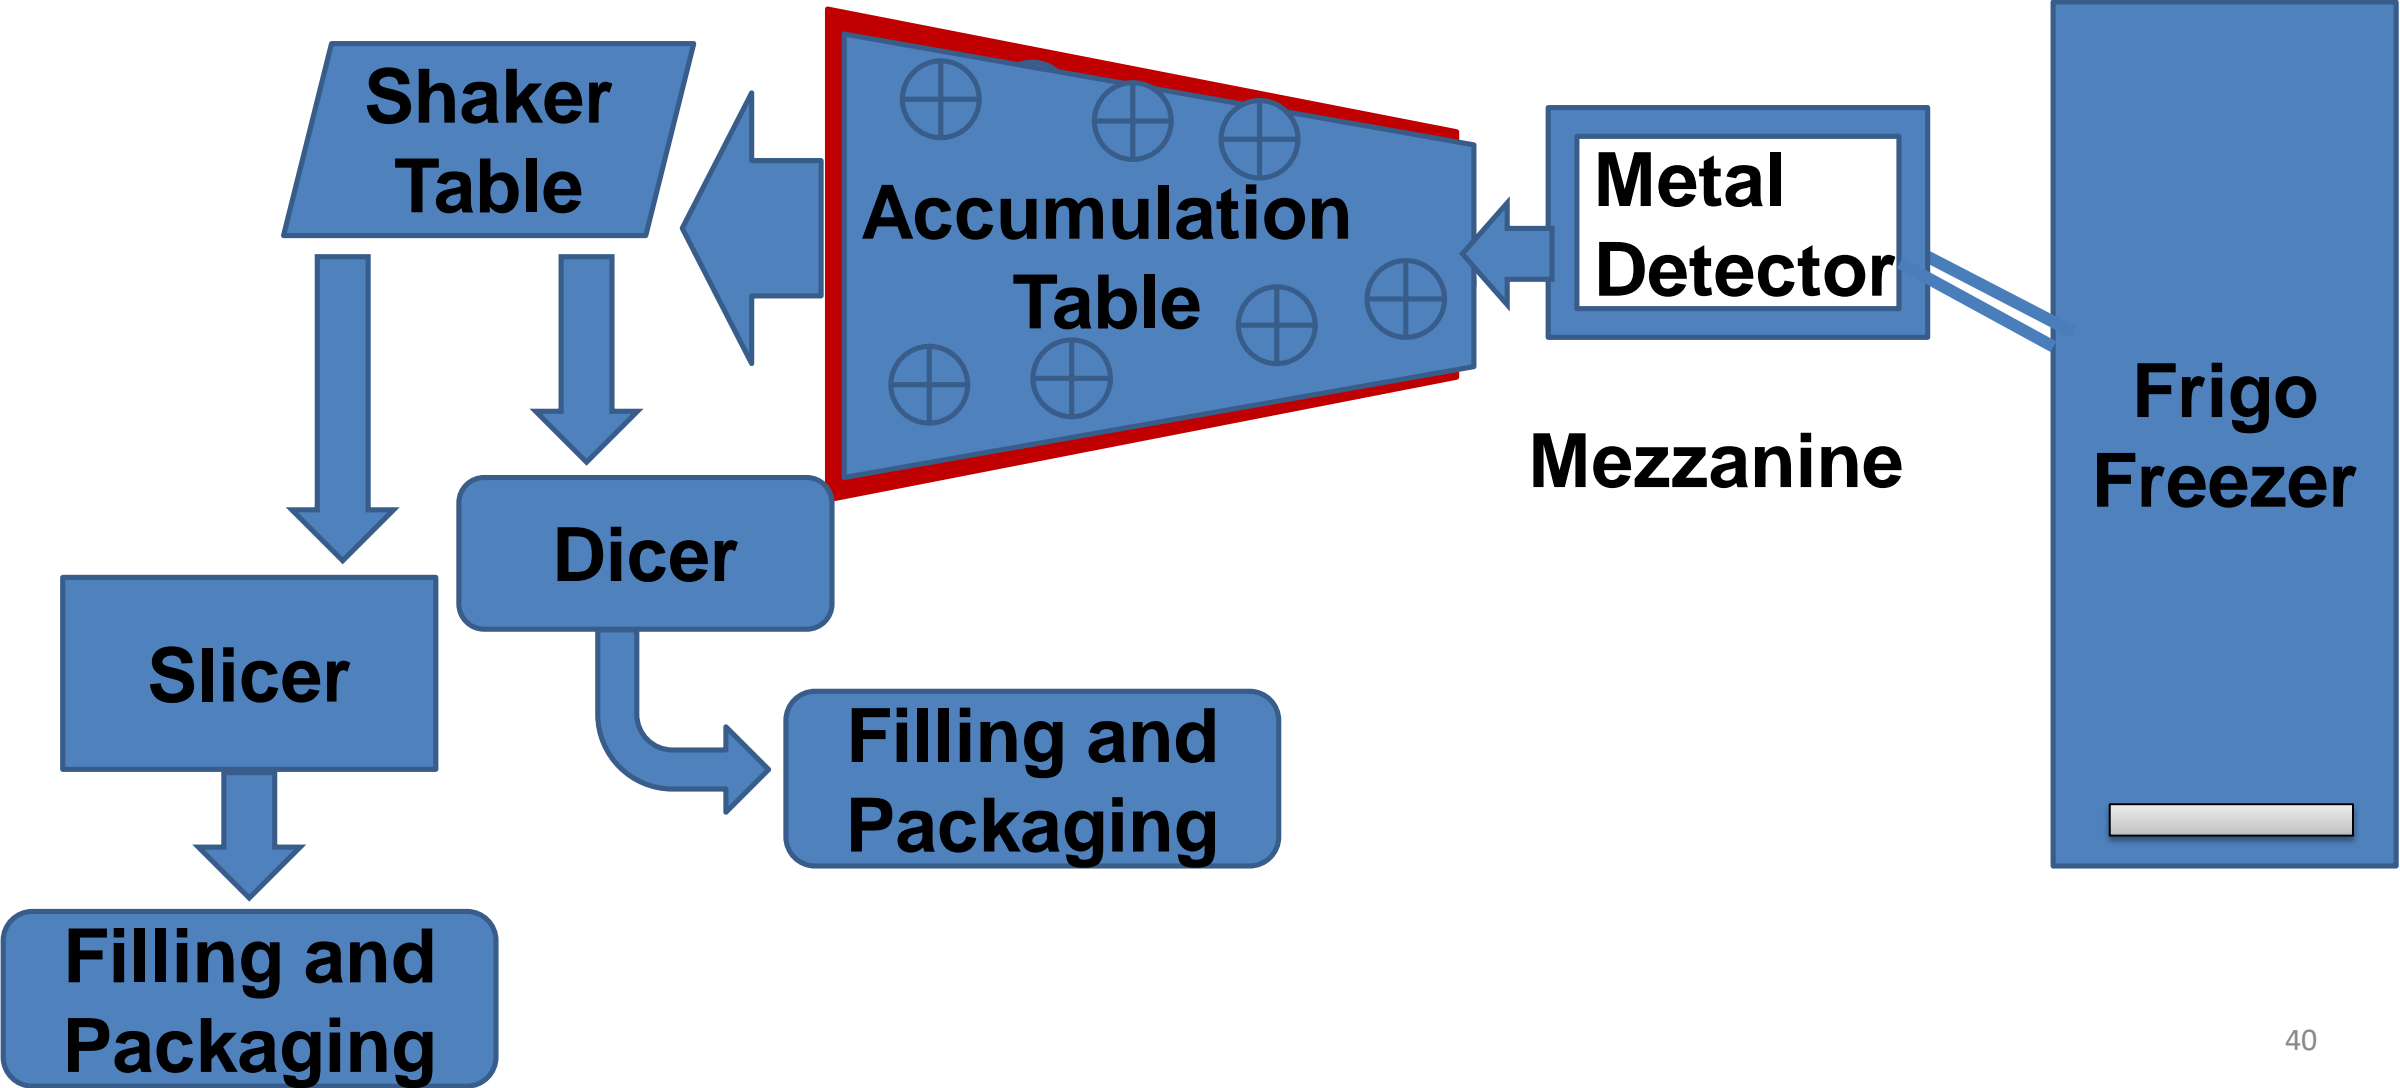 Shaker
Table
Accumulation
Table
Metal
Detector
Mezzanine
Frigo
Freezer
Dicer
Slicer
Filling and
Packaging
Filling and
Packaging
40